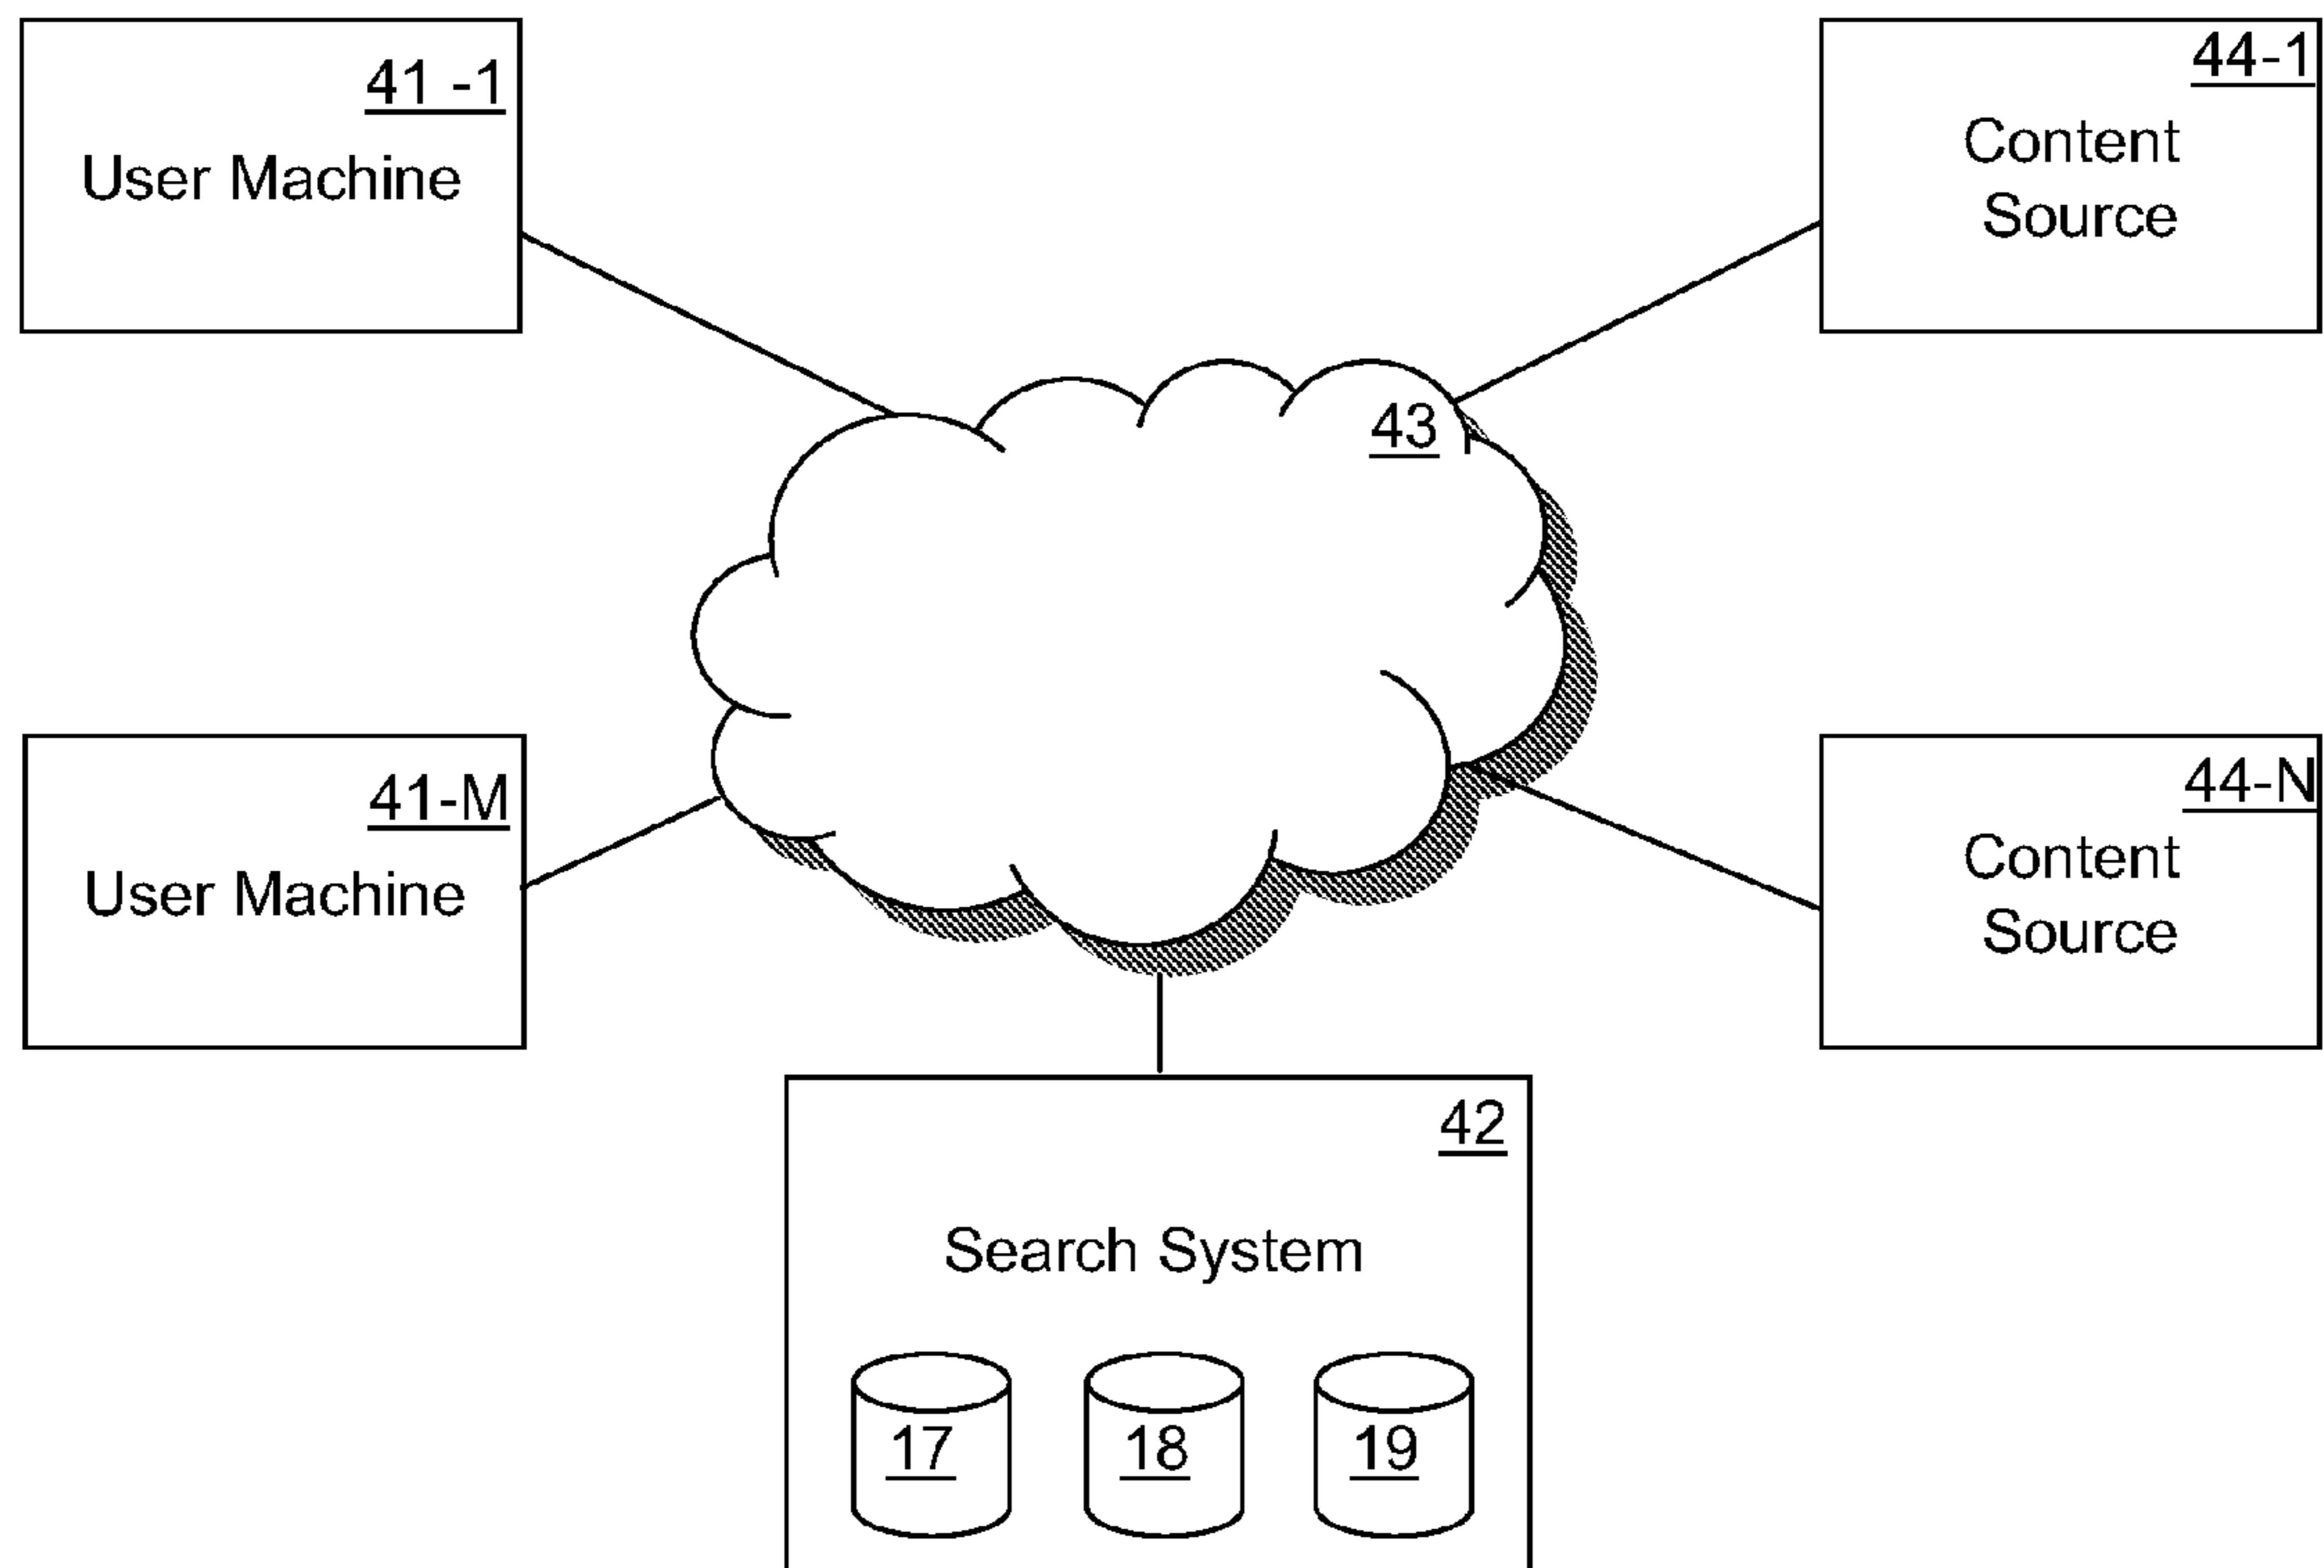 41 -1
User Machine
44-1
Content
Source
43
41-M
User Machine
44-N
Content
Source
42
Search System
17
18
19